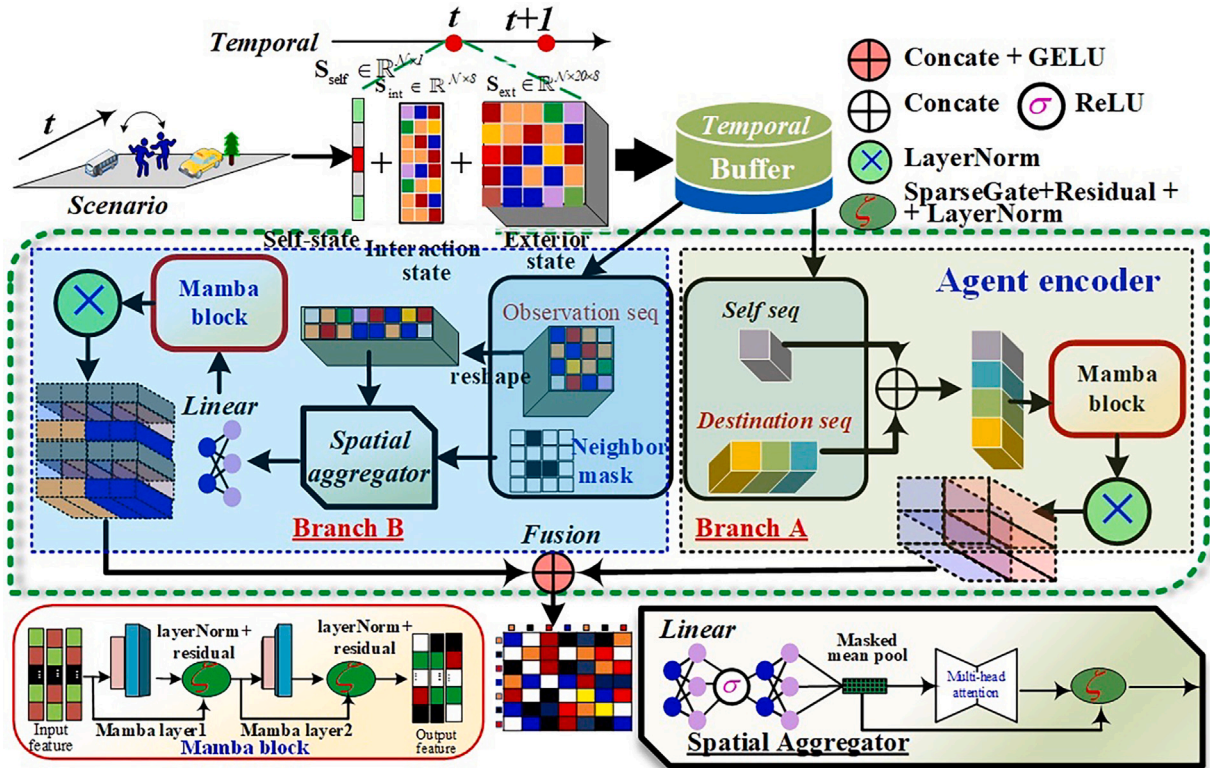 Temporal
t
t+1
S_self ∈ ℝ^N×1
S_int ∈ ℝ^N×8
S_ext ∈ ℝ^N×20×8
t
Scenario
Self-state
Interaction
state
Exterior
state
Temporal
Buffer
Concate + GELU
Concate
σ
ReLU
LayerNorm
SparseGate+Residual +
+ LayerNorm
ζ
Mamba
block
Linear
Spatial
aggregator
reshape
Observation seq
Neighbor
mask
Branch B
Agent encoder
Self seq
Destination seq
Mamba
block
Branch A
Fusion
layerNorm+
residual
layerNorm+
residual
ζ
ζ
Input
feature
Mamba layer1
Mamba layer2
Output
feature
Mamba block
Linear
σ
Masked
mean pool
Multi-head
attention
ζ
Spatial Aggregator